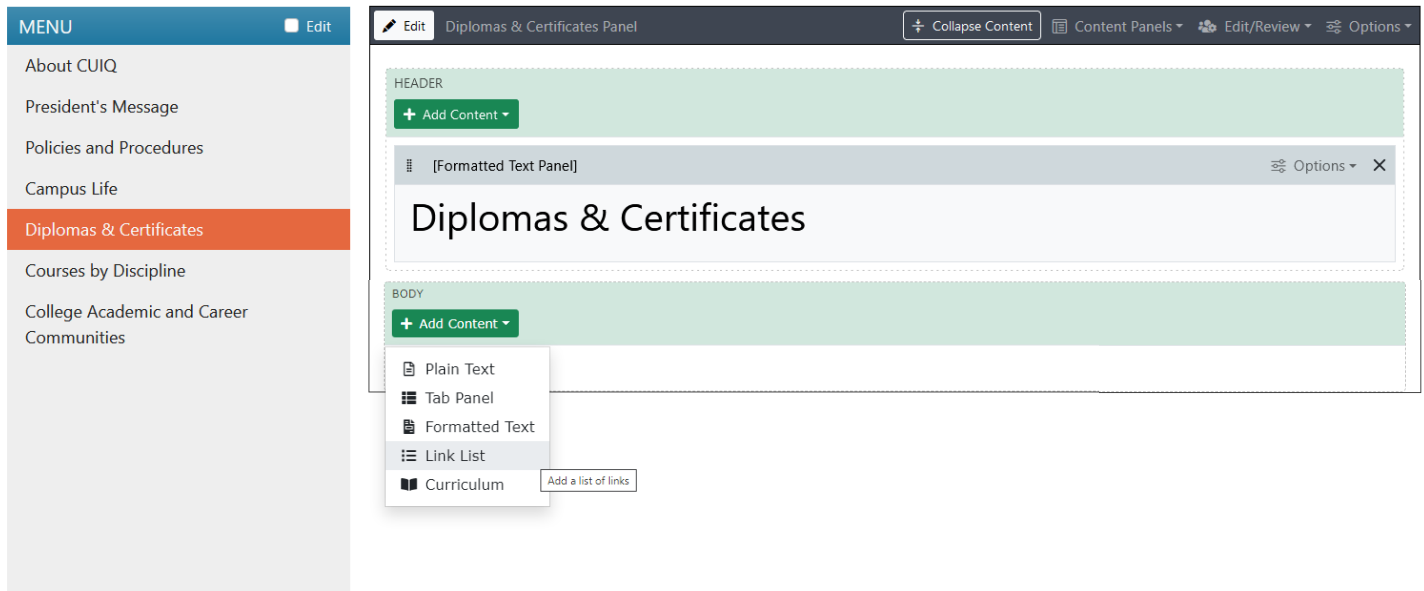 MENU Edit
About CUIQ
President's Message
Policies and Procedures
Campus Life
Diplomas & Certificates
Courses by Discipline
College Academic and Career
Communities
Edit Diplomas & Certificates Panel Collapse Content Content Panels Edit/Review Options
HEADER
Add Content
[Formatted Text Panel] Options
Diplomas & Certificates
BODY
Add Content
Plain Text
Tab Panel
Formatted Text
Link List
Add a list of links
Curriculum